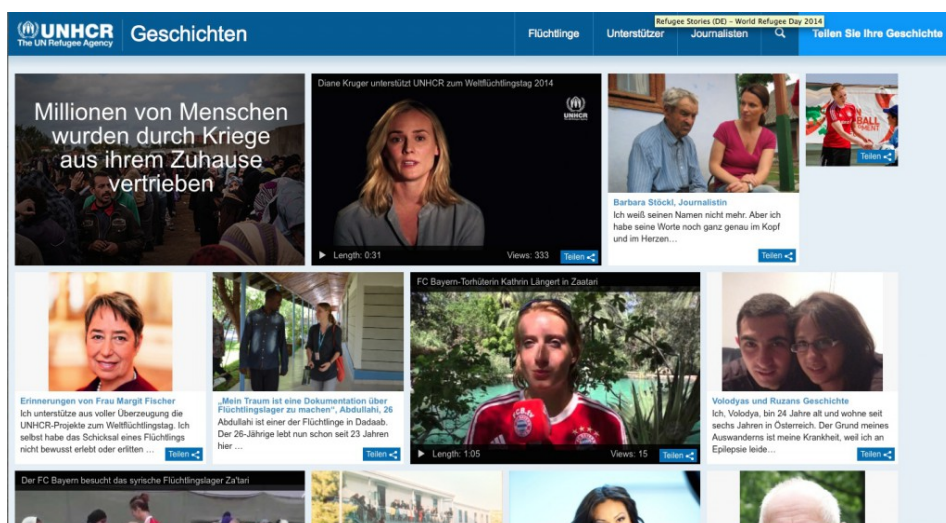 UNHCR
The UN Refugee Agency
Geschichten
Flüchtlinge
Unterstützer
Journalisten
Refugee Stories (DE) – World Refugee Day 2014
Teilen Sie Ihre Geschichte
Millionen von Menschen
wurden durch Kriege
aus ihrem Zuhause
vertrieben
Diane Kruger unterstützt UNHCR zum Weltflüchtlingstag 2014
UNHCR
Length: 0:31
Views: 333
Teilen
Barbara Stöckl, Journalistin
Ich weiß seinen Namen nicht mehr. Aber ich
habe seine Worte noch ganz genau im Kopf
und im Herzen…
Teilen
Teilen
Erinnerungen von Frau Margit Fischer
Ich unterstütze aus voller Überzeugung die
UNHCR-Projekte zum Weltflüchtlingstag. Ich
selbst habe das Schicksal eines Flüchtlings
nicht bewusst erlebt oder erlitten …
Teilen
„Mein Traum ist eine Dokumentation über
Flüchtlingslager zu machen“, Abdullahi, 26
Abdullahi ist einer der Flüchtlinge in Dadaab.
Der 26-Jährige lebt nun schon seit 23 Jahren
hier …
Teilen
FC Bayern-Torhüterin Kathrin Längert in Zaatari
Length: 1:05
Views: 15
Teilen
Volodyas und Ruzans Geschichte
Ich, Volodya, bin 24 Jahre alt und wohne seit
sechs Jahren in Österreich. Der Grund meines
Auswanderns ist meine Krankheit, weil ich an
Epilepsie leide…
Teilen
Der FC Bayern besucht das syrische Flüchtlingslager Za'tari